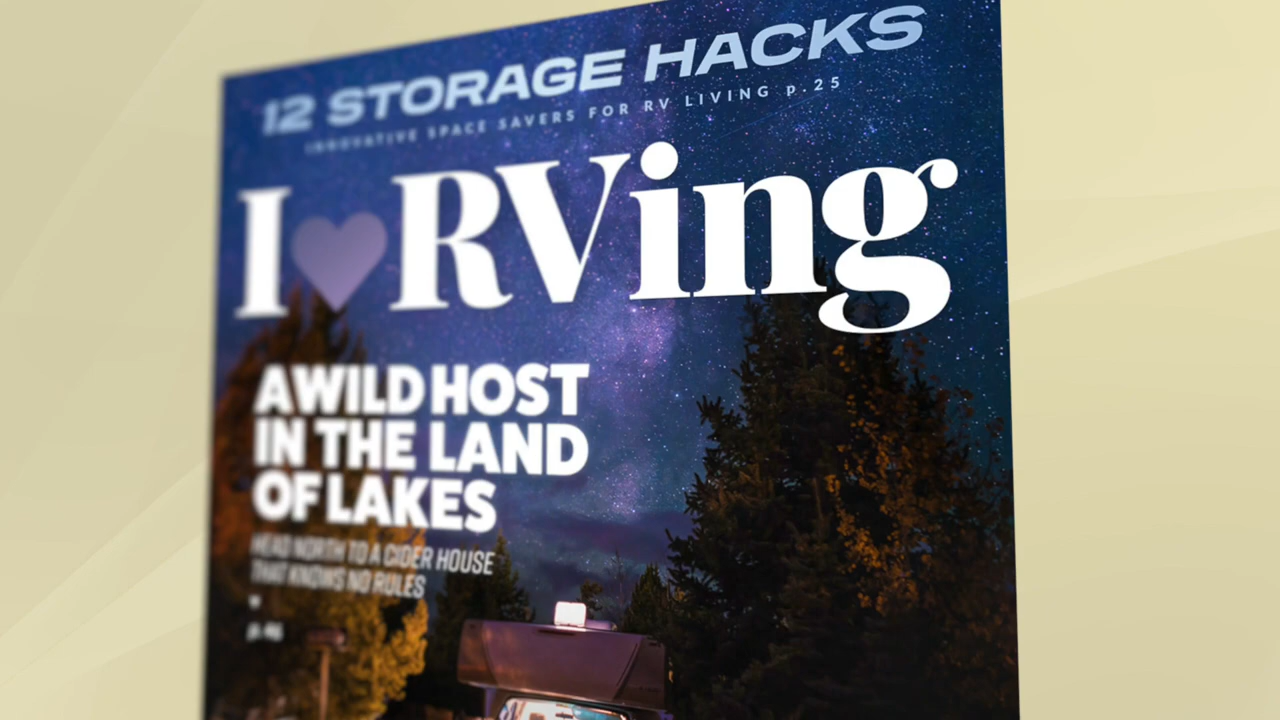 12 STORAGE HACKS
INNOVATIVE SPACE SAVERS FOR RV LIVING p.25
I ♥ RVing
A WILD HOST
IN THE LAND
OF LAKES
HEAD NORTH TO A CIDER HOUSE
THAT KNOWS NO RULES